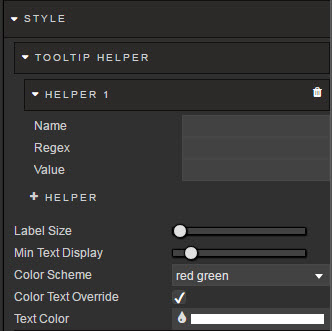 STYLE
TOOLTIP HELPER
HELPER 1
Name
Regex
Value
HELPER
Label Size
Min Text Display
Color Scheme red green
Color Text Override
Text Color